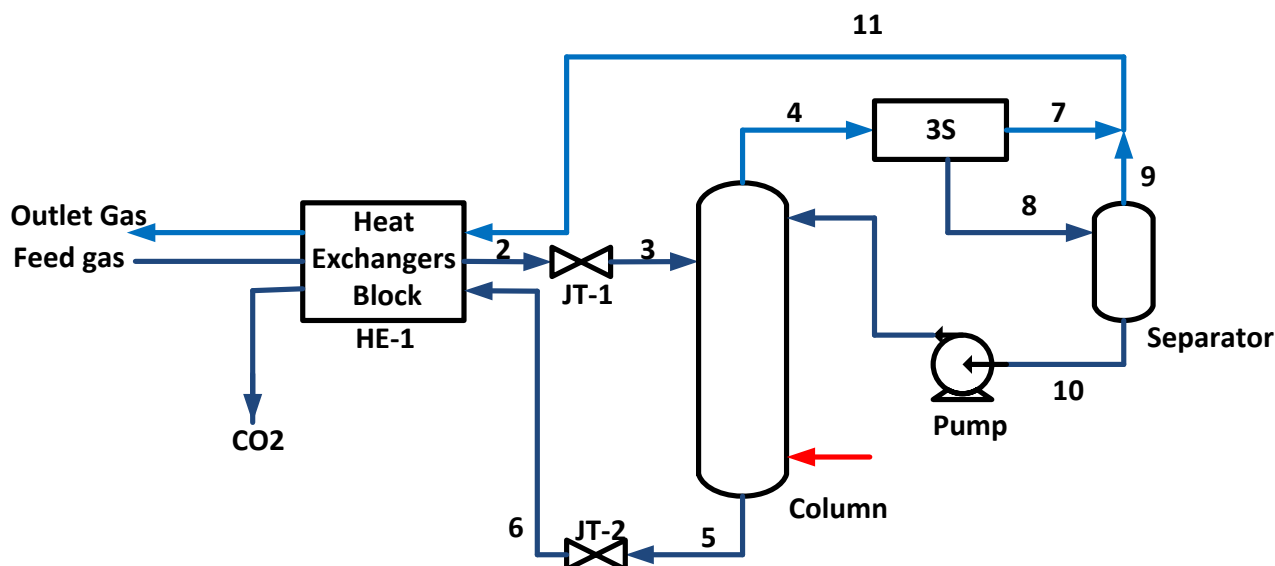 11
4
3S
7
9
8
Outlet Gas
Feed gas
Heat
Exchangers
Block
HE-1
2
JT-1
3
Separator
10
Pump
CO2
Column
6
JT-2
5